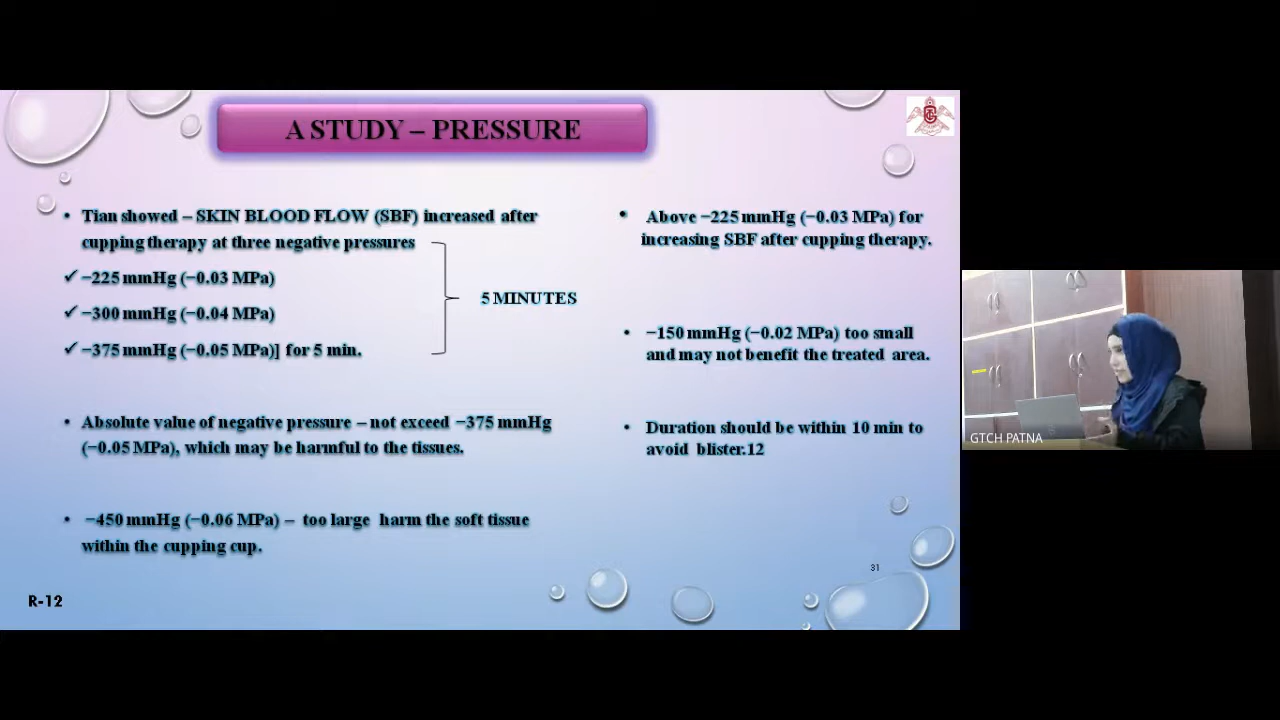 A STUDY – PRESSURE
• Tian showed – SKIN BLOOD FLOW (SBF) increased after
cupping therapy at three negative pressures
✓ −225 mmHg (−0.03 MPa)
✓ −300 mmHg (−0.04 MPa)
✓ −375 mmHg (−0.05 MPa)] for 5 min.
5 MINUTES
• Absolute value of negative pressure – not exceed −375 mmHg
(−0.05 MPa), which may be harmful to the tissues.
• −450 mmHg (−0.06 MPa) – too large harm the soft tissue
within the cupping cup.
• Above −225 mmHg (−0.03 MPa) for
increasing SBF after cupping therapy.
• −150 mmHg (−0.02 MPa) too small
and may not benefit the treated area.
• Duration should be within 10 min to
avoid blister.12
31
R-12
GTCH PATNA